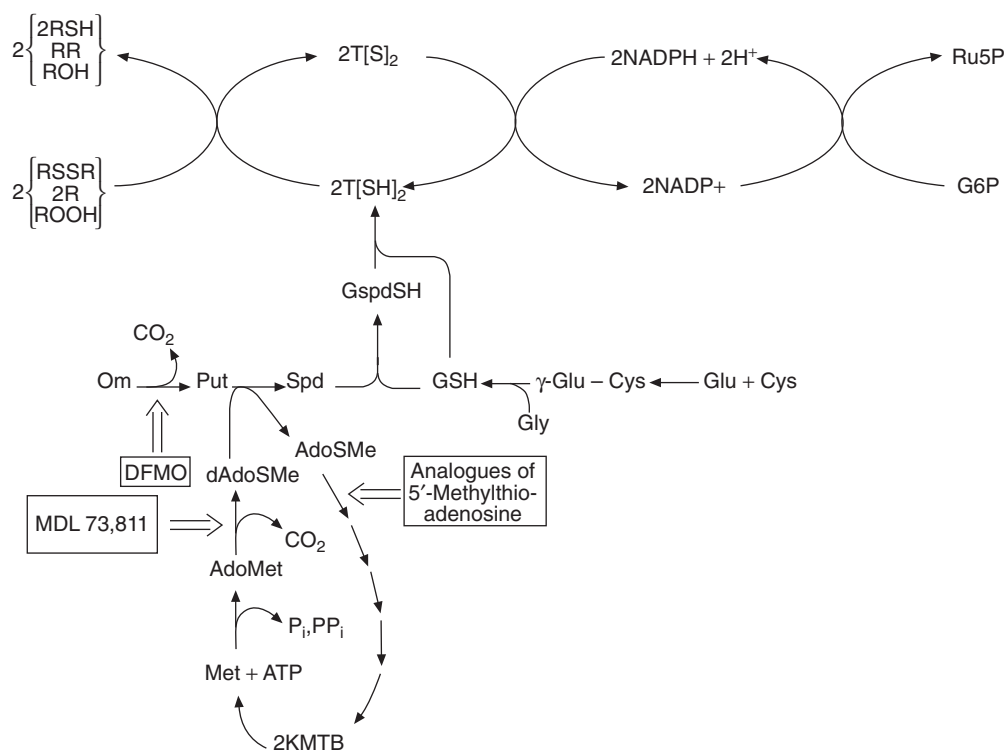 2 { 2RSH RR ROH }
2T[S]₂
2NADPH + 2H⁺
Ru5P
2 { RSSR 2R ROOH }
2T[SH]₂
2NADP+
G6P
GspdSH
CO₂
Om
Put
Spd
GSH
γ-Glu – Cys
Glu + Cys
Gly
DFMO
dAdoSMe
AdoSMe
Analogues of
5′-Methylthio-
adenosine
MDL 73,811
CO₂
AdoMet
Pᵢ,PPᵢ
Met + ATP
2KMTB